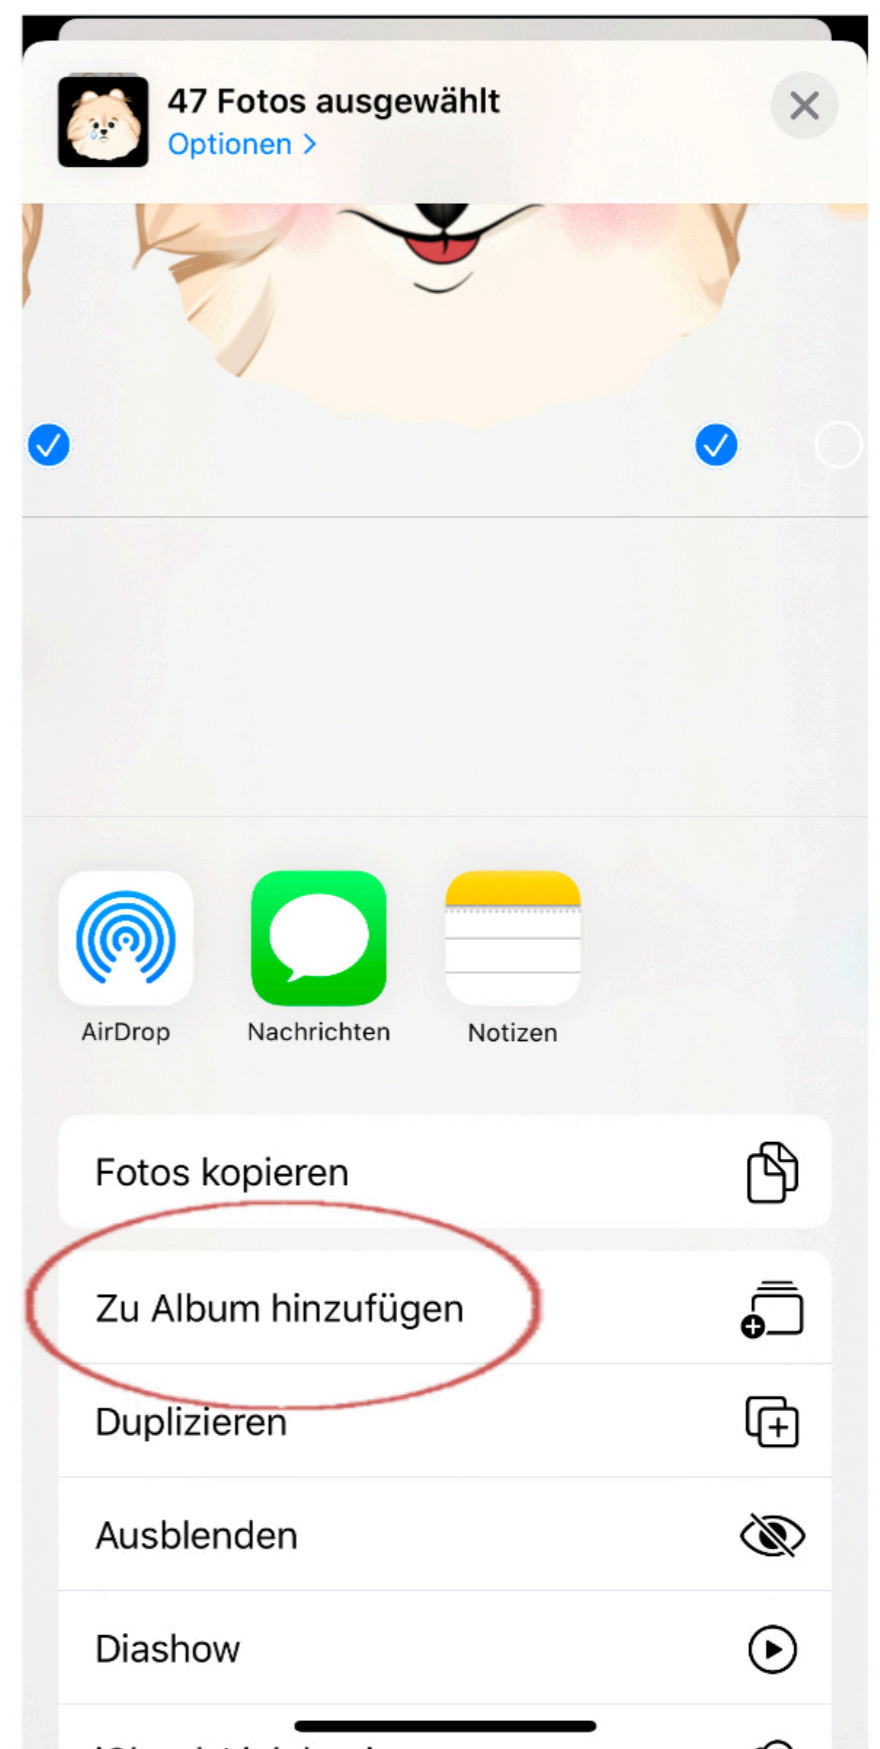 47 Fotos ausgewählt
Optionen >
AirDrop
Nachrichten
Notizen
Fotos kopieren
Zu Album hinzufügen
Duplizieren
Ausblenden
Diashow